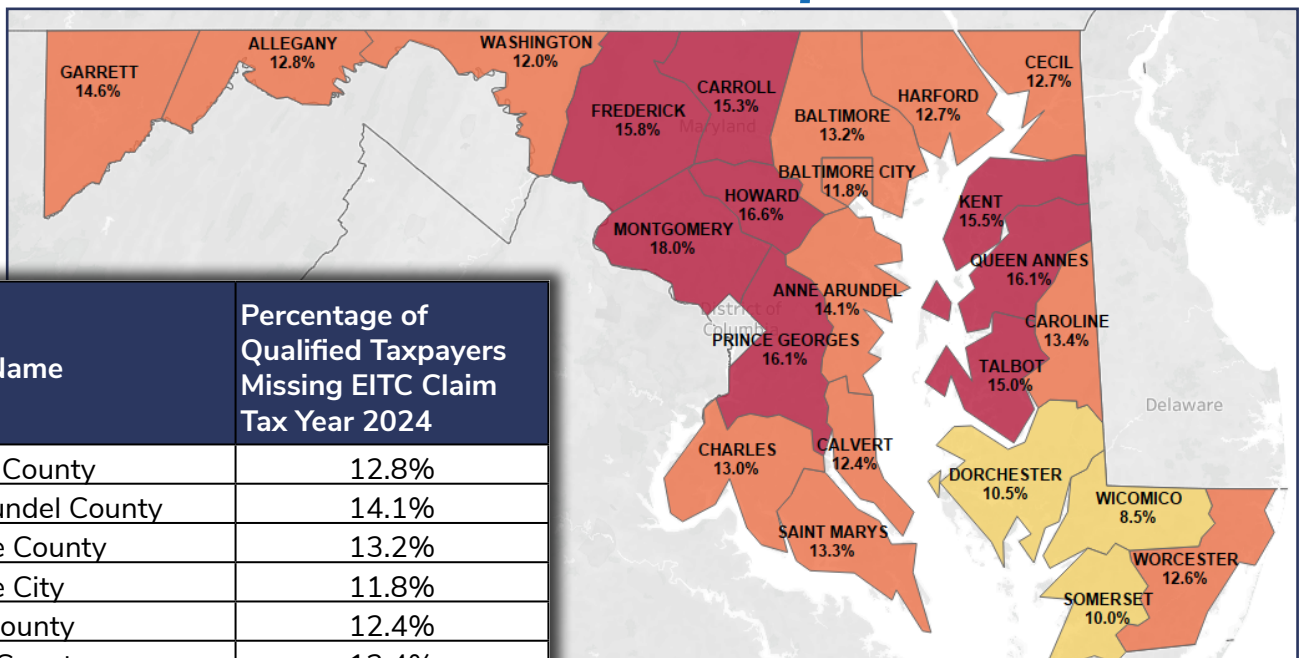 GARRETT
14.6%
ALLEGANY
12.8%
WASHINGTON
12.0%
FREDERICK
15.8%
CARROLL
15.3%
Maryland
BALTIMORE
13.2%
HARFORD
12.7%
CECIL
12.7%
BALTIMORE CITY
11.8%
HOWARD
16.6%
MONTGOMERY
18.0%
KENT
15.5%
QUEEN ANNES
16.1%
ANNE ARUNDEL
14.1%
District of
Columbia
PRINCE GEORGES
16.1%
CAROLINE
13.4%
TALBOT
15.0%
Delaware
CHARLES
13.0%
CALVERT
12.4%
DORCHESTER
10.5%
WICOMICO
8.5%
SAINT MARYS
13.3%
WORCESTER
12.6%
SOMERSET
10.0%
Name
Percentage of
Qualified Taxpayers
Missing EITC Claim
Tax Year 2024
County 12.8%
undel County 14.1%
e County 13.2%
e City 11.8%
ounty 12.4%